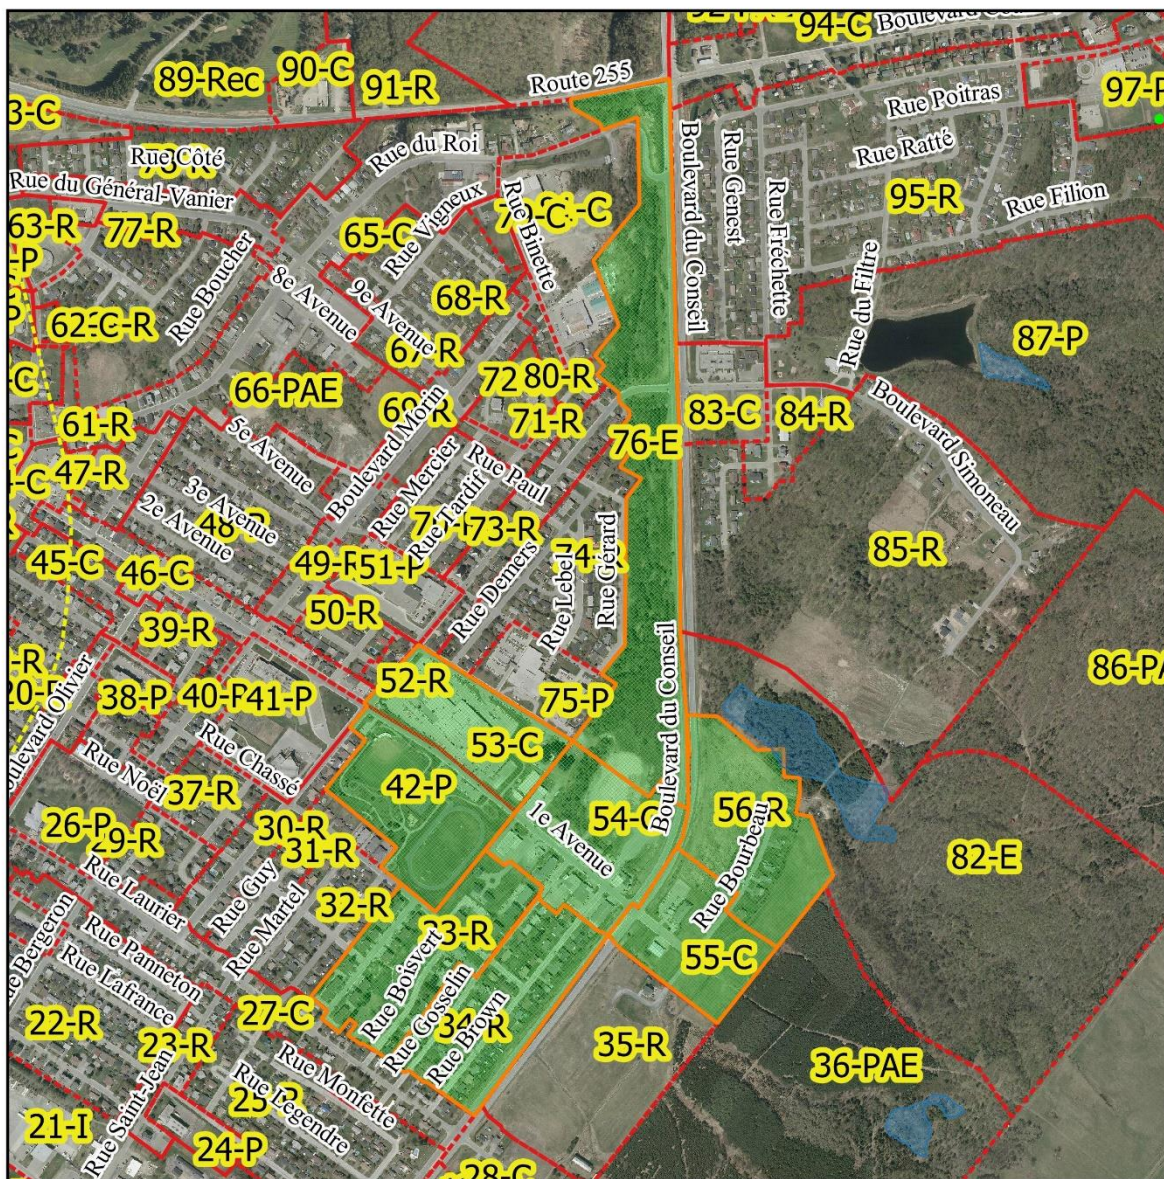 94-C
Boulevard
89-Rec
90-C
91-R
Route 255
3-C
Rue Poitras
Rue Côté
Rue du Roi
Rue Ratté
Rue du Général-Vanier
95-R
Rue Filion
63-R
77-R
65-C
Rue Vigneux
Rue Binette
Boulevard du Conseil
Rue Genest
Rue Fréchette
Rue Boucher
8e Avenue
9e Avenue
68-R
Rue du Filtre
87-P
67-R
66-PAE
72
80-R
71-R
76-E
83-C
84-R
61-R
5e Avenue
Boulevard Morin
Boulevard Simoneau
47-R
3e Avenue
2e Avenue
48-R
Rue Mercier
Rue Tardif
Rue Paul
73-R
45-C
46-C
49-R
51-P
Rue Demers
Rue Lebel
Rue Gérard
85-R
50-R
39-R
52-R
86-PA
38-P
41-P
75-P
Boulevard du Conseil
53-C
Rue Chassé
Rue Noël
37-R
42-P
54-C
56-R
1e Avenue
Rue Bourbeau
26-P
29-R
30-R
31-R
82-E
Rue Laurier
Rue Guy
Rue Martel
32-R
33-R
Rue Panneton
Rue Lafrance
Rue Boisvert
Rue Gosselin
Rue Brown
34-R
55-C
22-R
23-R
27-C
35-R
36-PAE
Rue Monfette
Rue Legendre
21-I
Rue Saint-Jean
24-P
28-C